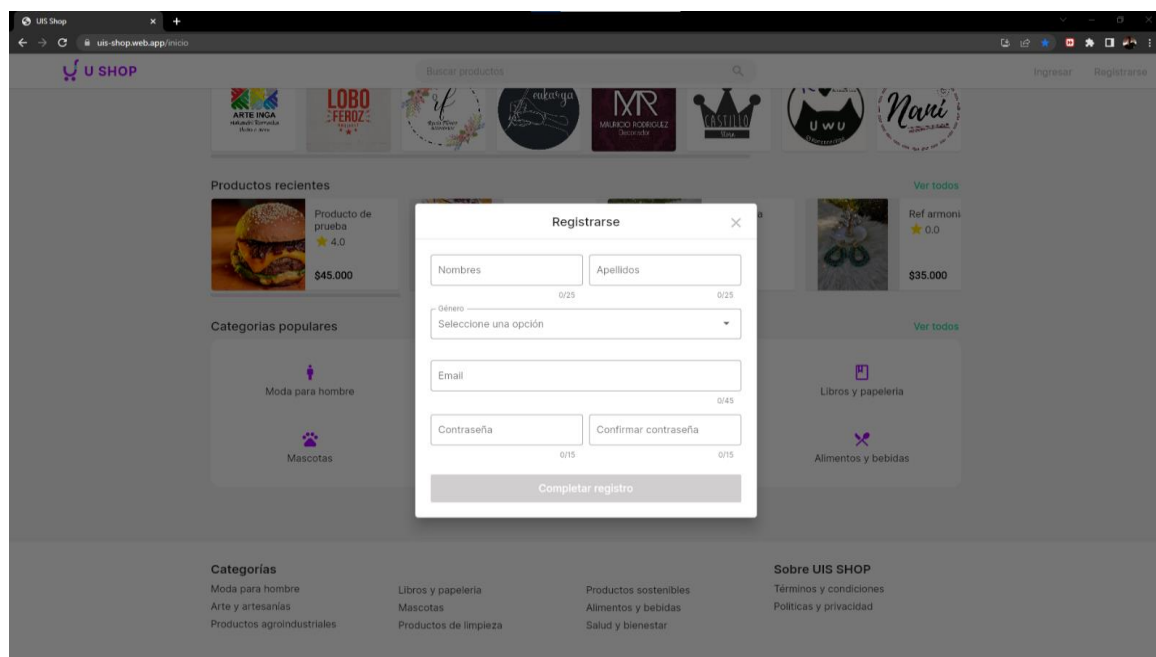 UIS Shop
uis-shop.web.app/inicio
U SHOP
Buscar productos
Ingresar
Registrarse
ARTE INGA
LOBO
FEROZ
eukarya
MR
MAURICIO RODRIGUEZ
Decorador
CASTILLO
Store
UWU
Nani
Productos recientes
Ver todos
Producto de
prueba
4.0
$45.000
a
Ref armoni
0.0
$35.000
Registrarse
Nombres
Apellidos
0/25
0/25
Género
Seleccione una opción
Email
0/45
Contraseña
Confirmar contraseña
0/15
0/15
Completar registro
Categorías populares
Ver todos
Moda para hombre
Libros y papeleria
Mascotas
Alimentos y bebidas
Categorías
Sobre UIS SHOP
Moda para hombre
Libros y papeleria
Productos sostenibles
Términos y condiciones
Arte y artesanías
Mascotas
Alimentos y bebidas
Políticas y privacidad
Productos agroindustriales
Productos de limpieza
Salud y bienestar